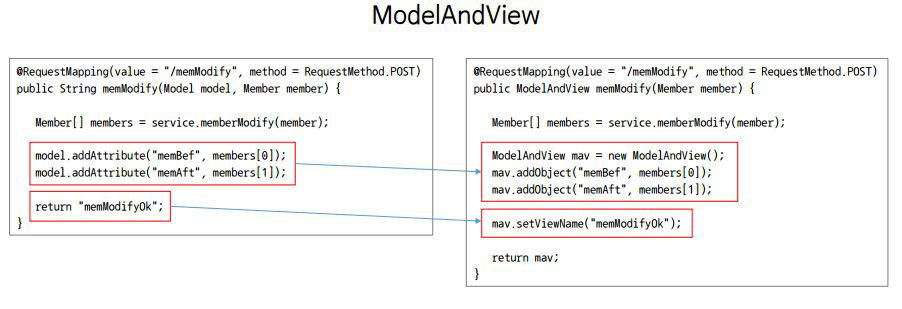 ModelAndView
@RequestMapping(value = "/memModify", method = RequestMethod.POST)
public String memModify(Model model, Member member) {
Member[] members = service.memberModify(member);
model.addAttribute("memBef", members[0]);
model.addAttribute("memAft", members[1]);
return "memModifyOk";
}
@RequestMapping(value = "/memModify", method = RequestMethod.POST)
public ModelAndView memModify(Member member) {
Member[] members = service.memberModify(member);
ModelAndView mav = new ModelAndView();
mav.addObject("memBef", members[0]);
mav.addObject("memAft", members[1]);
mav.setViewName("memModifyOk");
return mav;
}